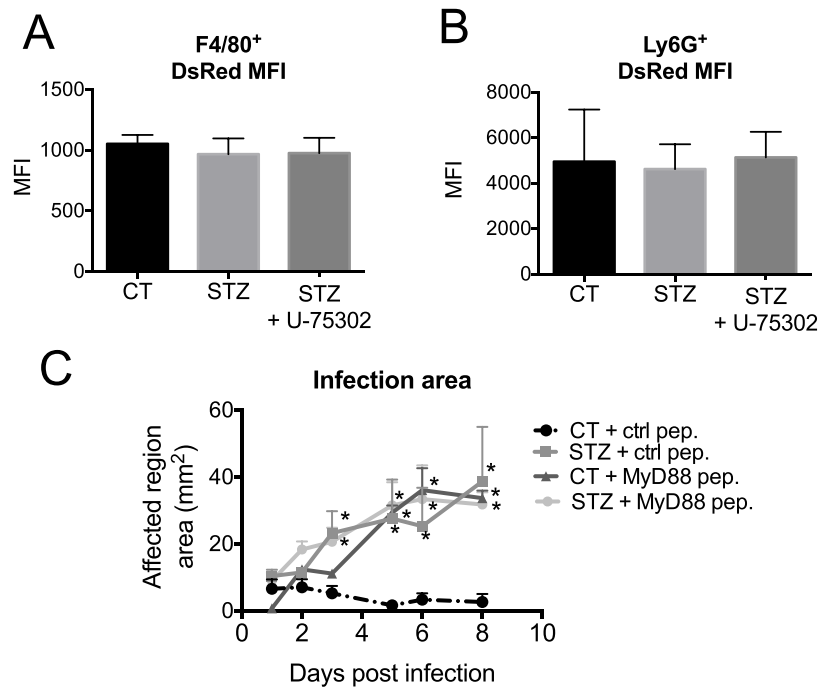 A
F4/80+
DsRed MFI
MFI
1500
1000
500
0
CT
STZ
STZ
+ U-75302
B
Ly6G+
DsRed MFI
MFI
8000
6000
4000
2000
0
CT
STZ
STZ
+ U-75302
C
Infection area
Affected region
area (mm2)
60
40
20
0
0 2 4 6 8 10
Days post infection
* * * * * * * * * * *
CT + ctrl pep.
STZ + ctrl pep.
CT + MyD88 pep.
STZ + MyD88 pep.